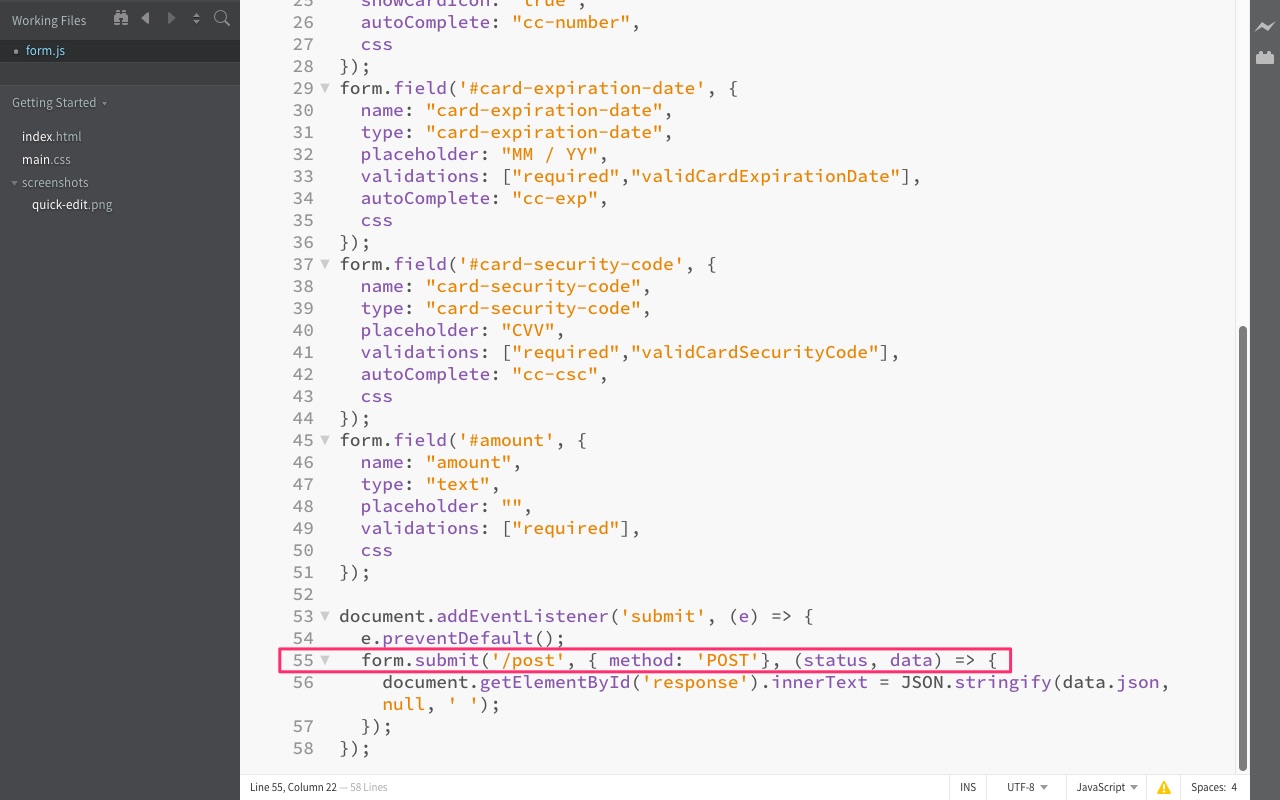 Working Files
form.js
Getting Started
index.html
main.css
screenshots
quick-edit.png
25 showCardIcon: "true",
26 autoComplete: "cc-number",
27 css
28 });
29 form.field('#card-expiration-date', {
30 name: "card-expiration-date",
31 type: "card-expiration-date",
32 placeholder: "MM / YY",
33 validations: ["required","validCardExpirationDate"],
34 autoComplete: "cc-exp",
35 css
36 });
37 form.field('#card-security-code', {
38 name: "card-security-code",
39 type: "card-security-code",
40 placeholder: "CVV",
41 validations: ["required","validCardSecurityCode"],
42 autoComplete: "cc-csc",
43 css
44 });
45 form.field('#amount', {
46 name: "amount",
47 type: "text",
48 placeholder: "",
49 validations: ["required"],
50 css
51 });
52
53 document.addEventListener('submit', (e) => {
54 e.preventDefault();
55 form.submit('/post', { method: 'POST'}, (status, data) => {
56 document.getElementById('response').innerText = JSON.stringify(data.json,
null, ' ');
57 });
58 });
Line 55, Column 22 — 58 Lines
INS
UTF-8
JavaScript
Spaces: 4